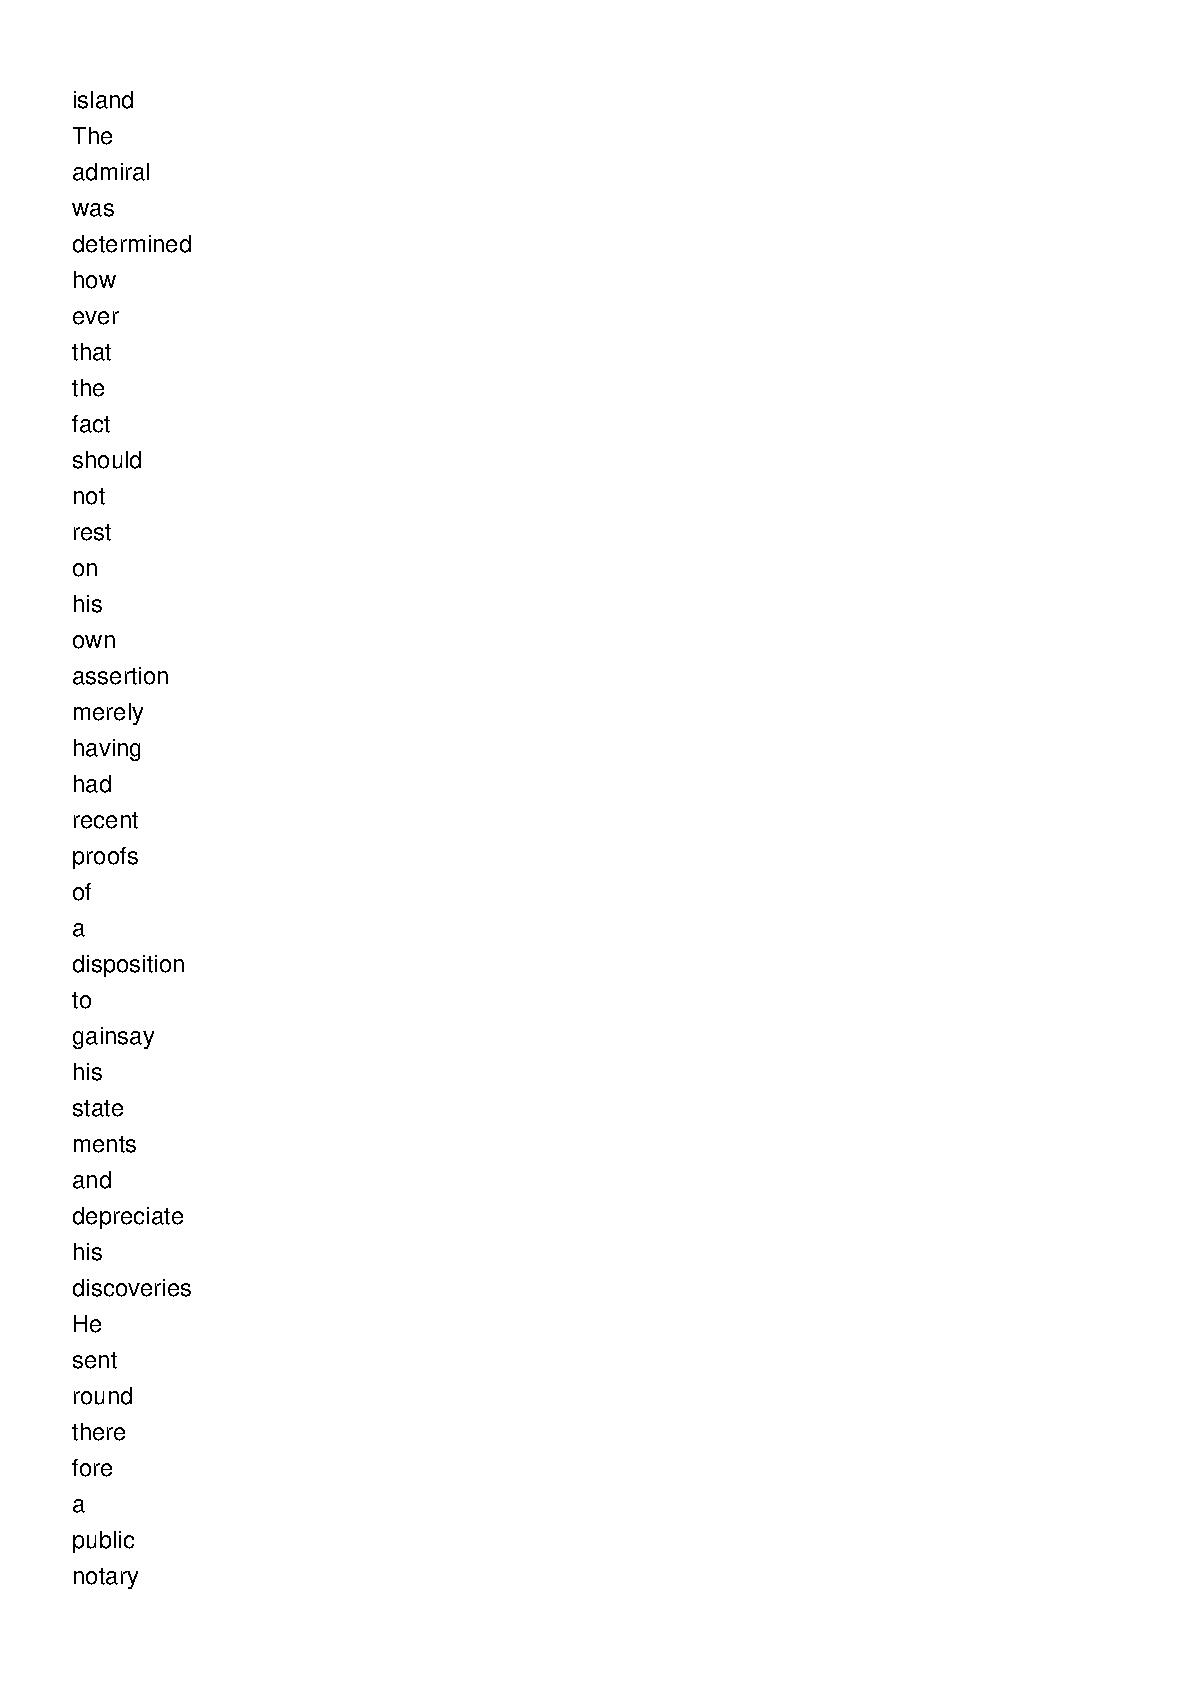 island
The
admiral
was
determined
how
ever
that
the
fact
should
not
rest
on
his
own
assertion
merely
having
had
recent
proofs
of
a
disposition
to
gainsay
his
state
ments
and
depreciate
his
discoveries
He
sent
round
there
fore
a
public
notary